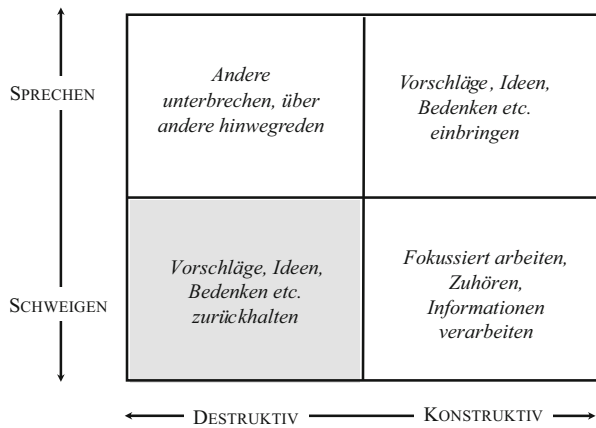 SPRECHEN
Andere
unterbrechen, über
andere hinwegreden
Vorschläge, Ideen,
Bedenken etc.
einbringen
SCHWEIGEN
Vorschläge, Ideen,
Bedenken etc.
zurückhalten
Fokussiert arbeiten,
Zuhören,
Informationen
verarbeiten
DESTRUKTIV
KONSTRUKTIV